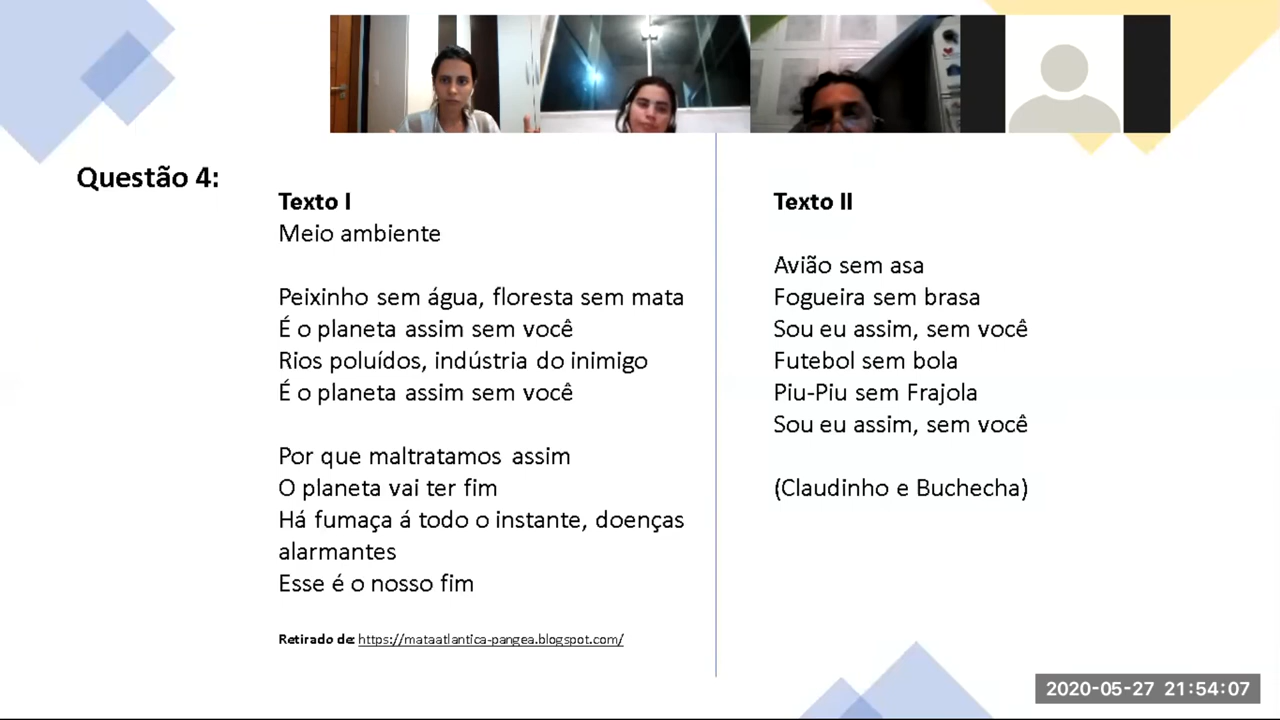 Questão 4:
Texto I
Meio ambiente
Peixinho sem água, floresta sem mata
É o planeta assim sem você
Rios poluídos, indústria do inimigo
É o planeta assim sem você
Por que maltratamos assim
O planeta vai ter fim
Há fumaça á todo o instante, doenças
alarmantes
Esse é o nosso fim
Retirado de: https://mataatlantica-pangea.blogspot.com/
Texto II
Avião sem asa
Fogueira sem brasa
Sou eu assim, sem você
Futebol sem bola
Piu-Piu sem Frajola
Sou eu assim, sem você
(Claudinho e Buchecha)
2020-05-27 21:54:07